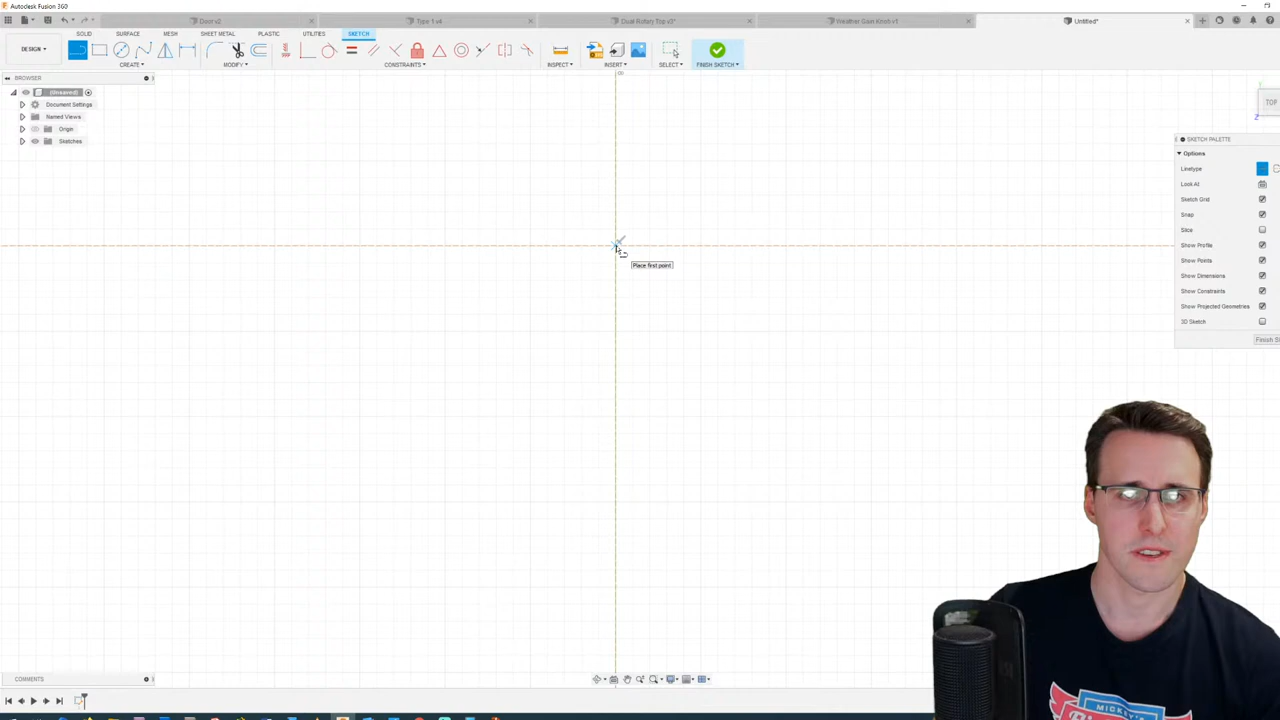 Autodesk Fusion 360
Door v2
Type 1 v4
Dual Rotary Top v3*
Weather Gain Knob v1
Untitled*
SOLID
SURFACE
MESH
SHEET METAL
PLASTIC
UTILITIES
SKETCH
DESIGN
CREATE
MODIFY
CONSTRAINTS
INSPECT
INSERT
SELECT
FINISH SKETCH
BROWSER
(Unsaved)
Document Settings
Named Views
Origin
Sketches
TOP
Z
SKETCH PALETTE
Options
Linetype
Look At
Sketch Grid
Snap
Slice
Show Profile
Show Points
Show Dimensions
Show Constraints
Show Projected Geometries
3D Sketch
Finish S
Place first point
COMMENTS